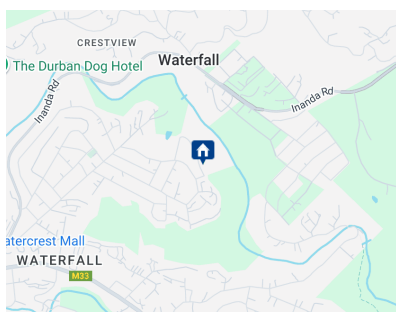 CRESTVIEW
Waterfall
The Durban Dog Hotel
Inanda Rd
Inanda Rd
atercrest Mall
WATERFALL
M33